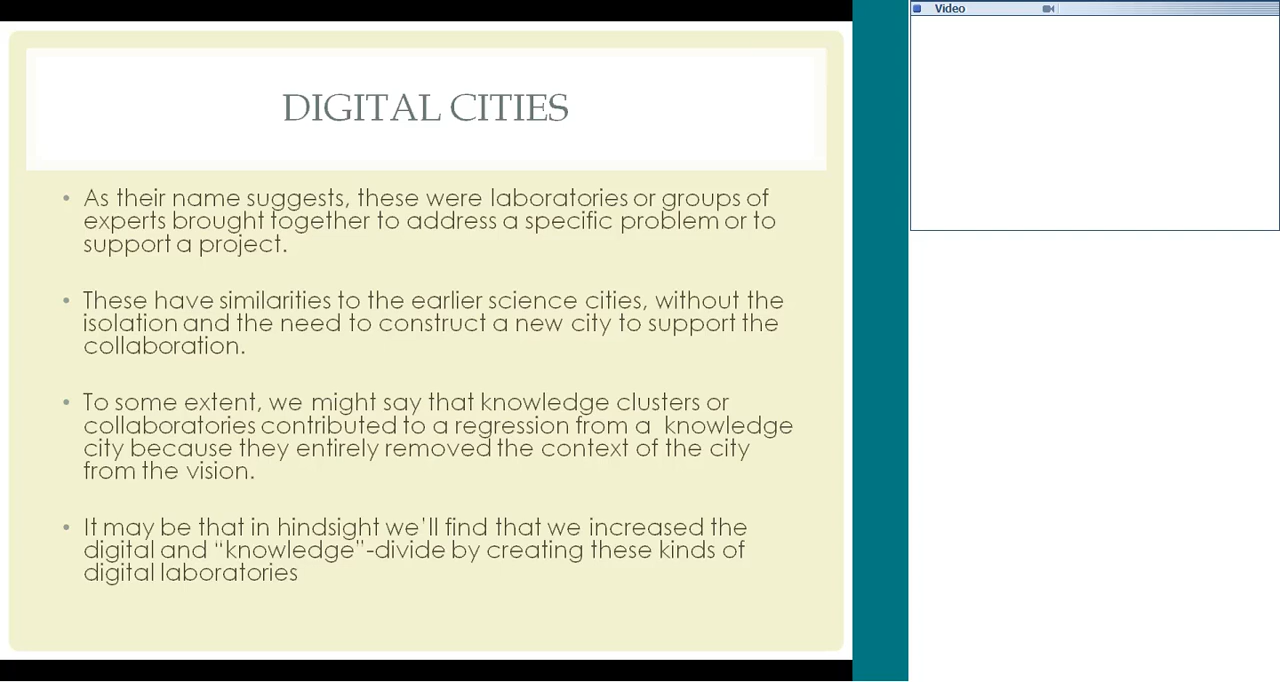 Video
DIGITAL CITIES
• As their name suggests, these were laboratories or groups of
experts brought together to address a specific problem or to
support a project.
• These have similarities to the earlier science cities, without the
isolation and the need to construct a new city to support the
collaboration.
• To some extent, we might say that knowledge clusters or
collaboratories contributed to a regression from a knowledge
city because they entirely removed the context of the city
from the vision.
• It may be that in hindsight we'll find that we increased the
digital and “knowledge”-divide by creating these kinds of
digital laboratories